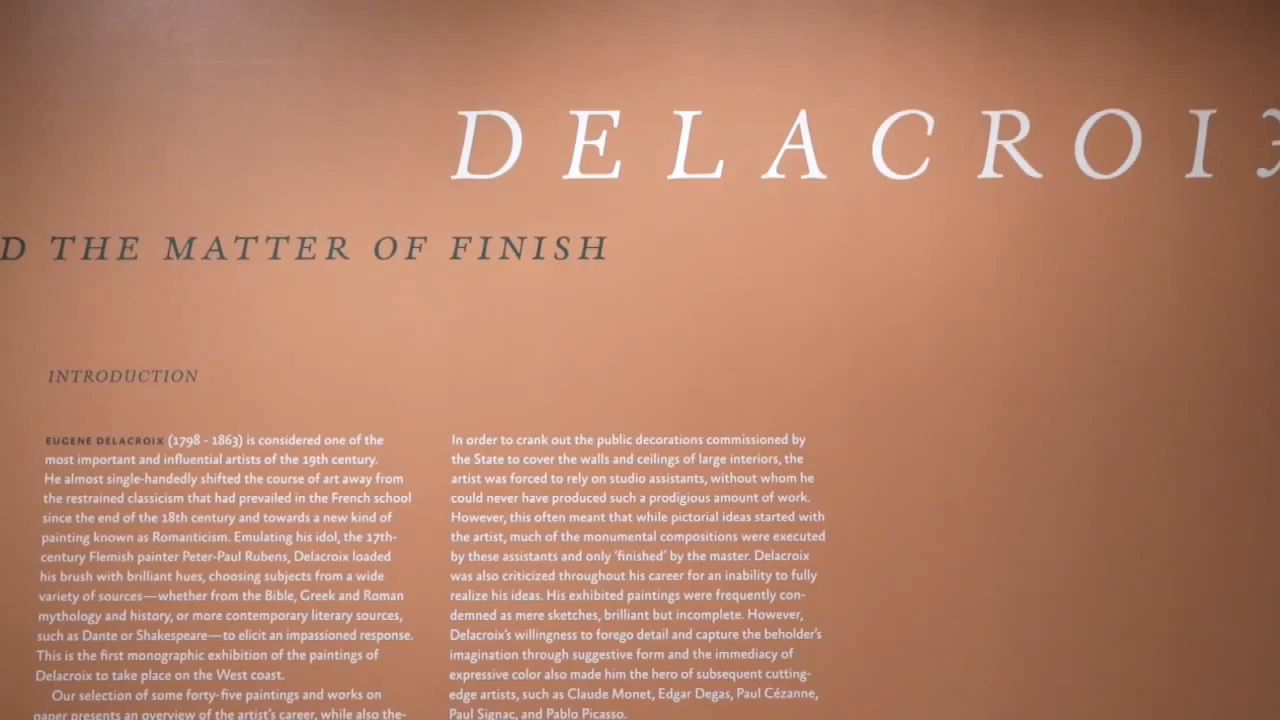 DELACROIX
D THE MATTER OF FINISH
INTRODUCTION
EUGENE DELACROIX (1798 - 1863) is considered one of the
most important and influential artists of the 19th century.
He almost single-handedly shifted the course of art away from
the restrained classicism that had prevailed in the French school
since the end of the 18th century and towards a new kind of
painting known as Romanticism. Emulating his idol, the 17th-
century Flemish painter Peter-Paul Rubens, Delacroix loaded
his brush with brilliant hues, choosing subjects from a wide
variety of sources—whether from the Bible, Greek and Roman
mythology and history, or more contemporary literary sources,
such as Dante or Shakespeare—to elicit an impassioned response.
This is the first monographic exhibition of the paintings of
Delacroix to take place on the West coast.
Our selection of some forty-five paintings and works on
paper presents an overview of the artist's career, while also the-
In order to crank out the public decorations commissioned by
the State to cover the walls and ceilings of large interiors, the
artist was forced to rely on studio assistants, without whom he
could never have produced such a prodigious amount of work.
However, this often meant that while pictorial ideas started with
the artist, much of the monumental compositions were executed
by these assistants and only 'finished' by the master. Delacroix
was also criticized throughout his career for an inability to fully
realize his ideas. His exhibited paintings were frequently con-
demned as mere sketches, brilliant but incomplete. However,
Delacroix's willingness to forego detail and capture the beholder's
imagination through suggestive form and the immediacy of
expressive color also made him the hero of subsequent cutting-
edge artists, such as Claude Monet, Edgar Degas, Paul Cézanne,
Paul Signac, and Pablo Picasso.